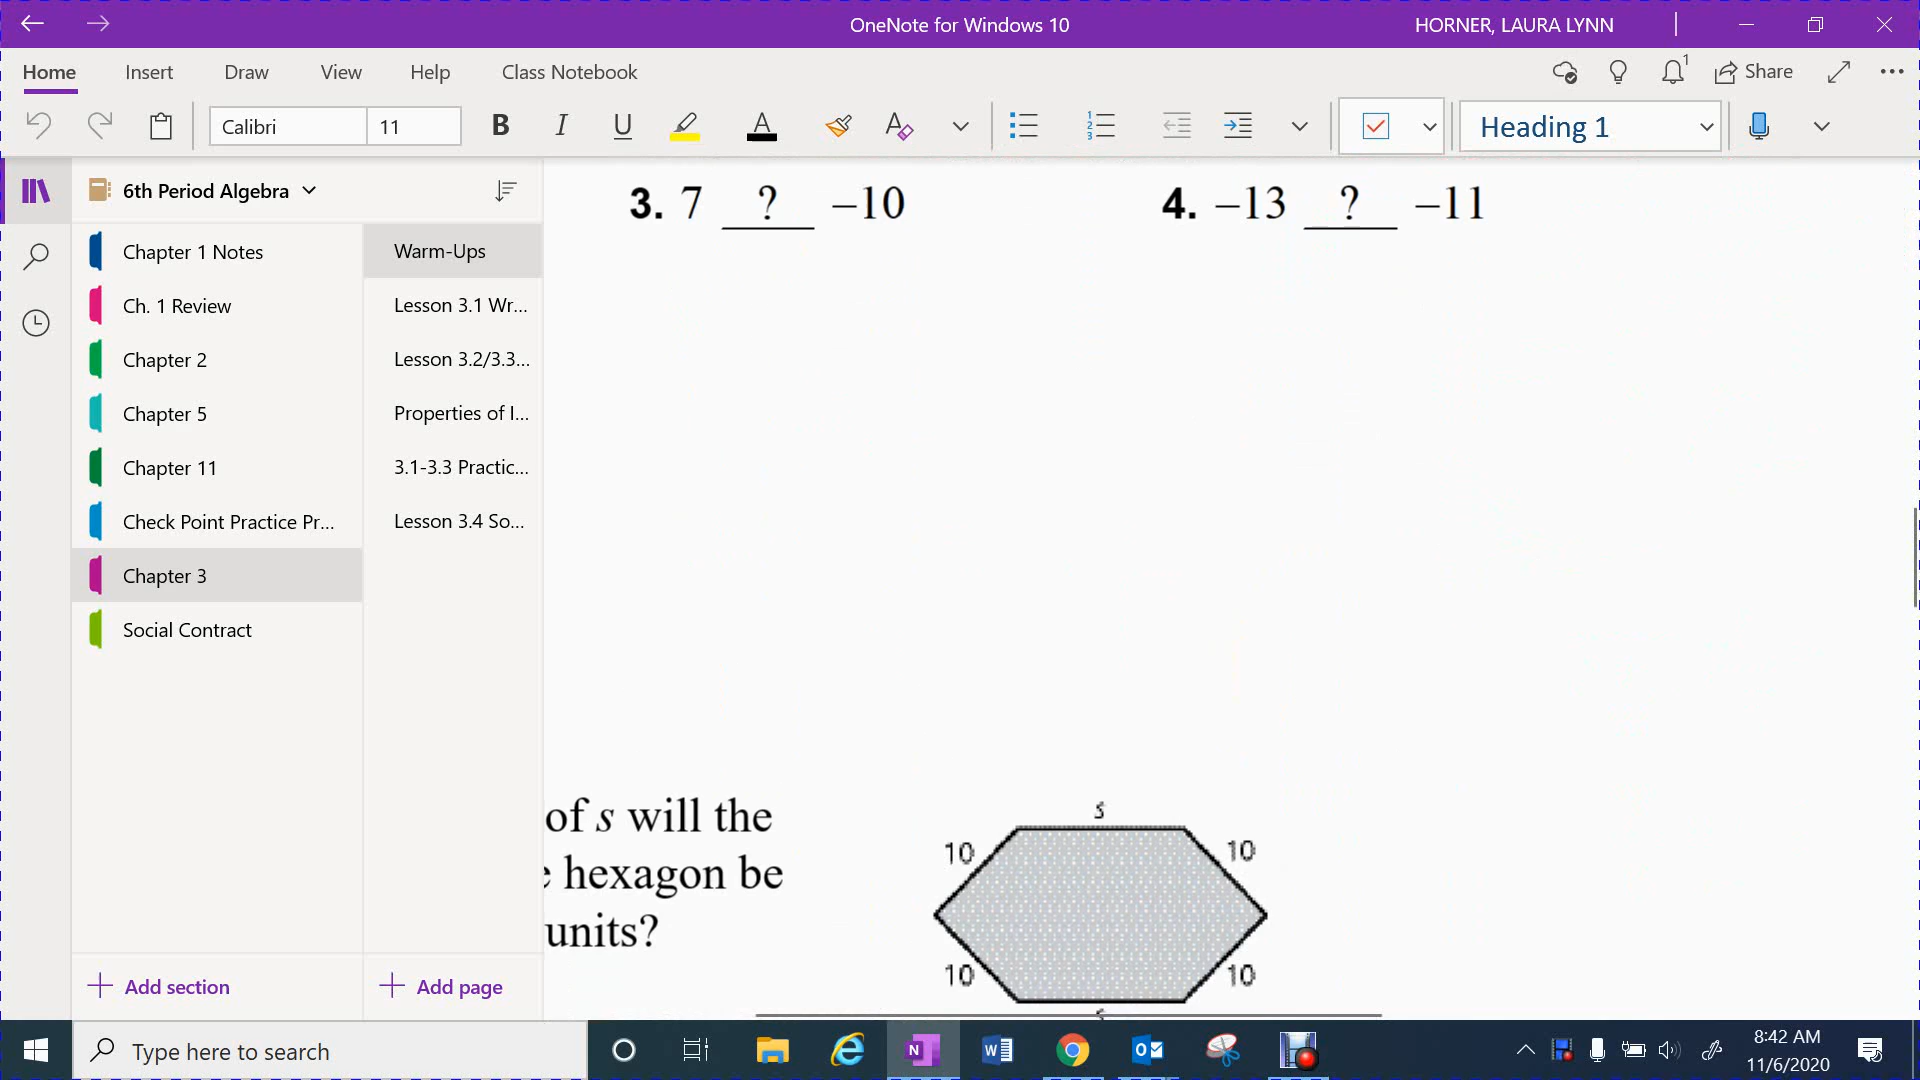 OneNote for Windows 10
HORNER, LAURA LYNN
Home Insert Draw View Help Class Notebook
1 Share
Calibri 11 B I U A A Heading 1
6th Period Algebra
Chapter 1 Notes
Ch. 1 Review
Chapter 2
Chapter 5
Chapter 11
Check Point Practice Pr...
Chapter 3
Social Contract
Add section
Warm-Ups
Lesson 3.1 Wr...
Lesson 3.2/3.3...
Properties of I...
3.1-3.3 Practic...
Lesson 3.4 So...
Add page
3. 7 ? –10
4. –13 ? –11
of s will the
hexagon be
units?
s
10 10
10 10
Type here to search
8:42 AM
11/6/2020